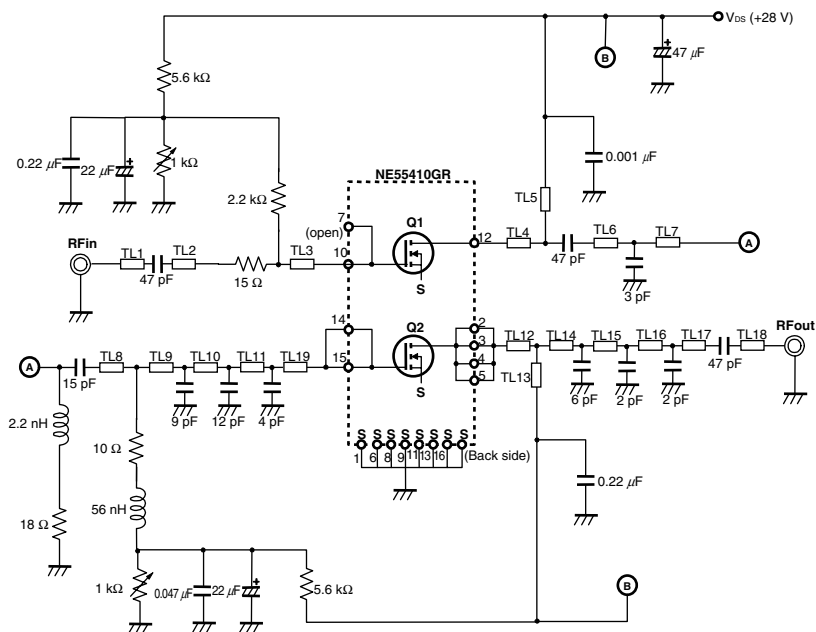 VDS (+28 V)
B
47 μF
5.6 kΩ
0.22 μF
22 μF
1 kΩ
0.001 μF
NE55410GR
2.2 kΩ
7
(open)
Q1
TL5
RFin
TL1
TL2
TL3
10
12
TL4
TL6
TL7
A
47 pF
15 Ω
S
47 pF
3 pF
14
Q2
2
RFout
A
TL8
TL9
TL10
TL11
TL19
15
3
TL12
TL14
TL15
TL16
TL17
TL18
4
15 pF
S
5
TL13
47 pF
9 pF
12 pF
4 pF
6 pF
2 pF
2 pF
2.2 nH
10 Ω
S S S S S S S S
1 6 8 9 11 13 16
(Back side)
56 nH
0.22 μF
18 Ω
1 kΩ
0.047 μF
22 μF
5.6 kΩ
B